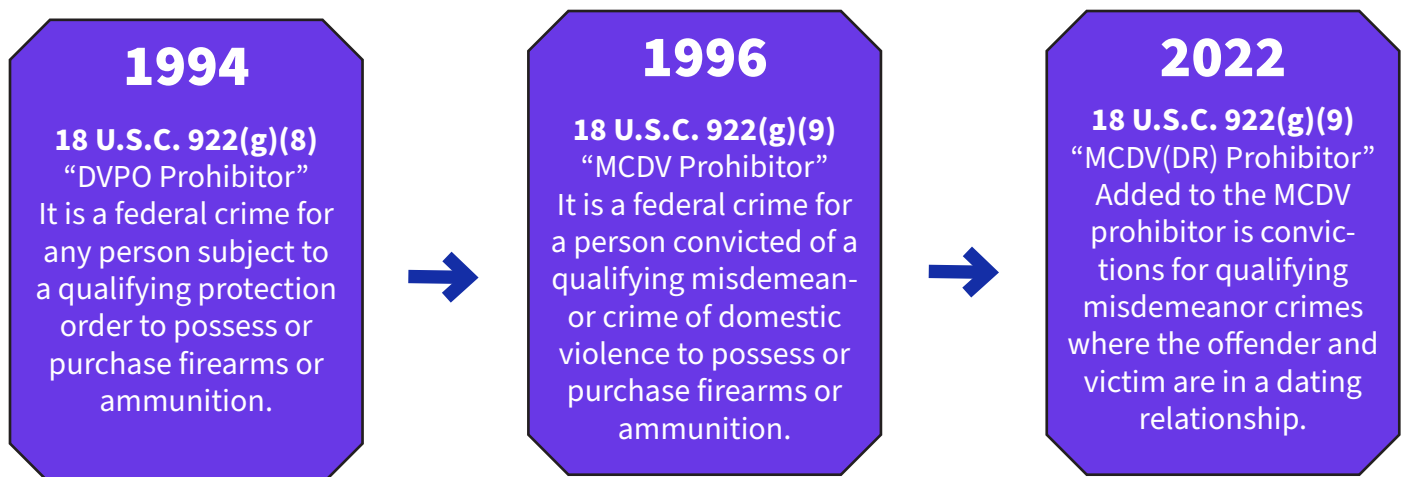 1994
18 U.S.C. 922(g)(8)
“DVPO Prohibitor”
It is a federal crime for
any person subject to
a qualifying protection
order to possess or
purchase firearms or
ammunition.
1996
18 U.S.C. 922(g)(9)
“MCDV Prohibitor”
It is a federal crime for
a person convicted of a
qualifying misdemean-
or crime of domestic
violence to possess or
purchase firearms or
ammunition.
2022
18 U.S.C. 922(g)(9)
“MCDV(DR) Prohibitor”
Added to the MCDV
prohibitor is convic-
tions for qualifying
misdemeanor crimes
where the offender and
victim are in a dating
relationship.